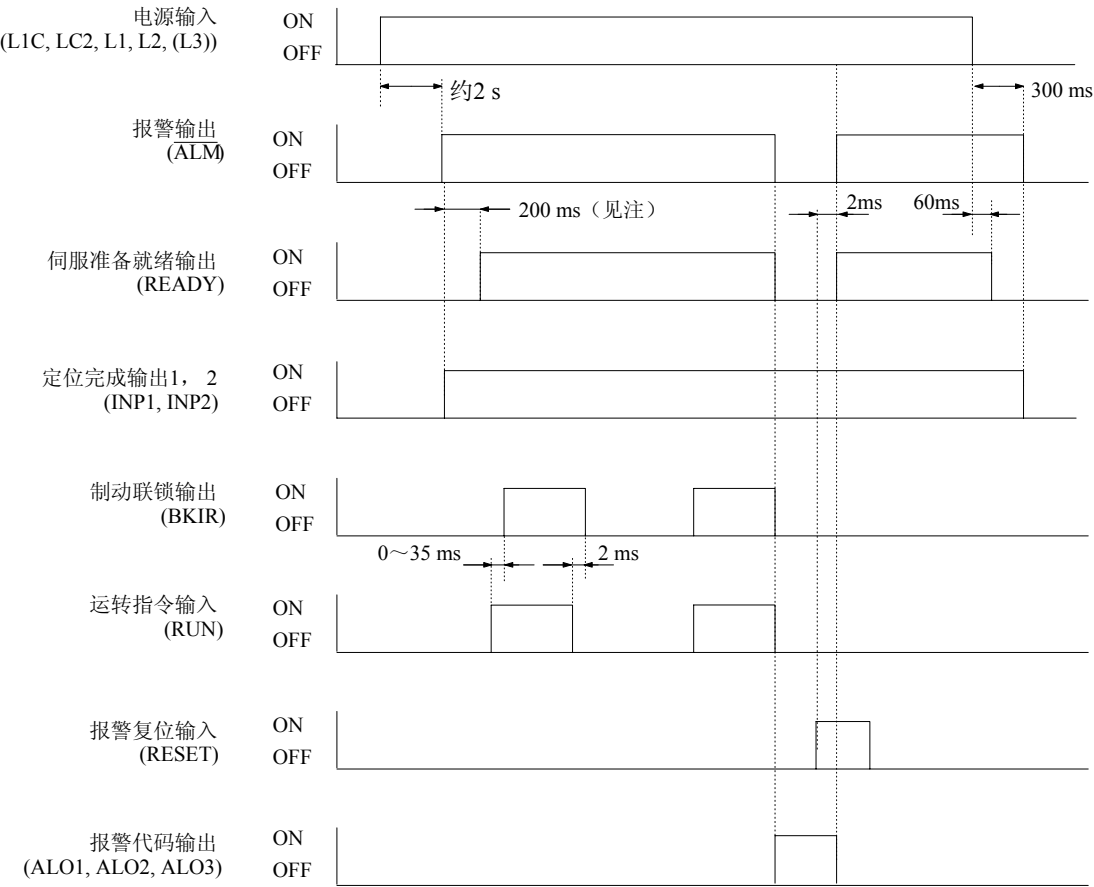 电源输入
(L1C, LC2, L1, L2, (L3))
ON
OFF
约2 s
300 ms
报警输出
(ALM)
ON
OFF
200 ms（见注）
2ms
60ms
伺服准备就绪输出
(READY)
ON
OFF
定位完成输出1， 2
(INP1, INP2)
ON
OFF
制动联锁输出
(BKIR)
ON
OFF
0～35 ms
2 ms
运转指令输入
(RUN)
ON
OFF
报警复位输入
(RESET)
ON
OFF
报警代码输出
(ALO1, ALO2, ALO3)
ON
OFF